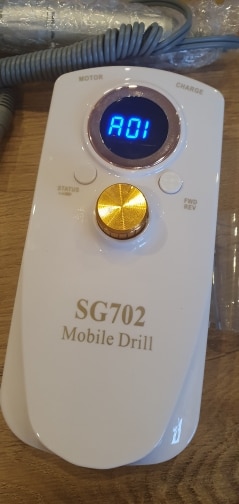 MOTOR
CHARGE
A01
STATUS
FWD
REV
SG702
Mobile Drill